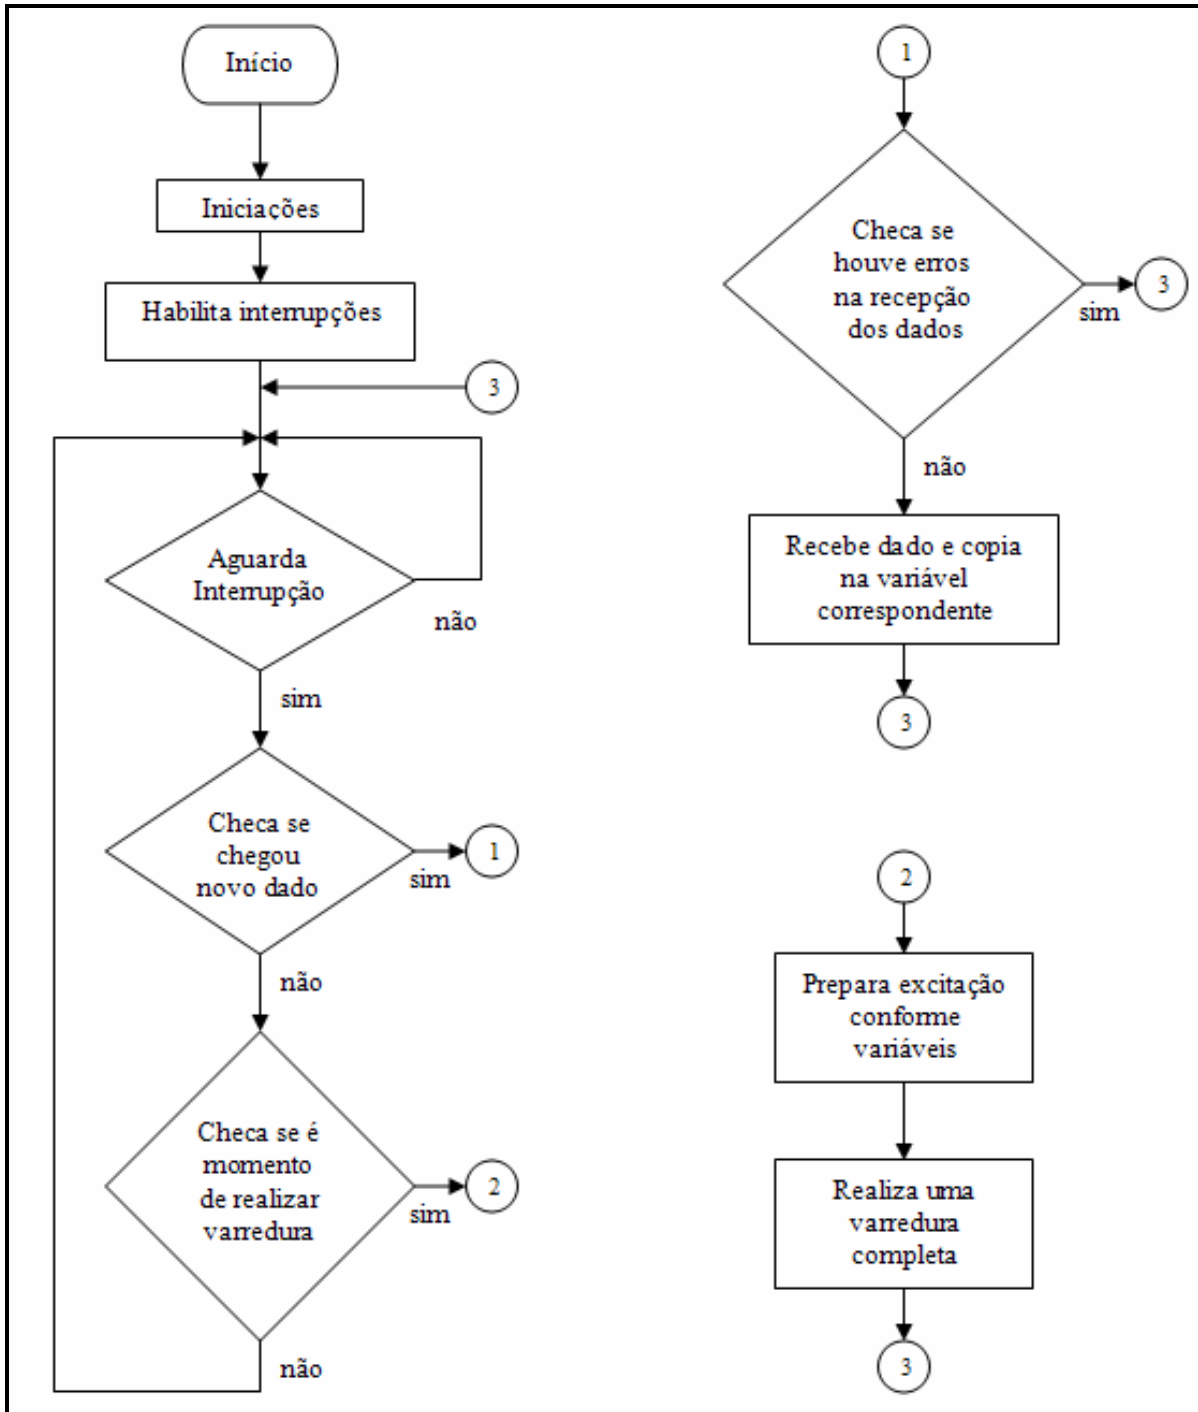 Início
Iniciações
Habilita interrupções
3
Aguarda
Interrupção
não
sim
Checa se
chegou
novo dado
sim
1
não
Checa se é
momento
de realizar
varredura
sim
2
não
1
Checa se
houve erros
na recepção
dos dados
sim
3
não
Recebe dado e copia
na variável
correspondente
3
2
Prepara excitação
conforme
variáveis
Realiza uma
varredura
completa
3